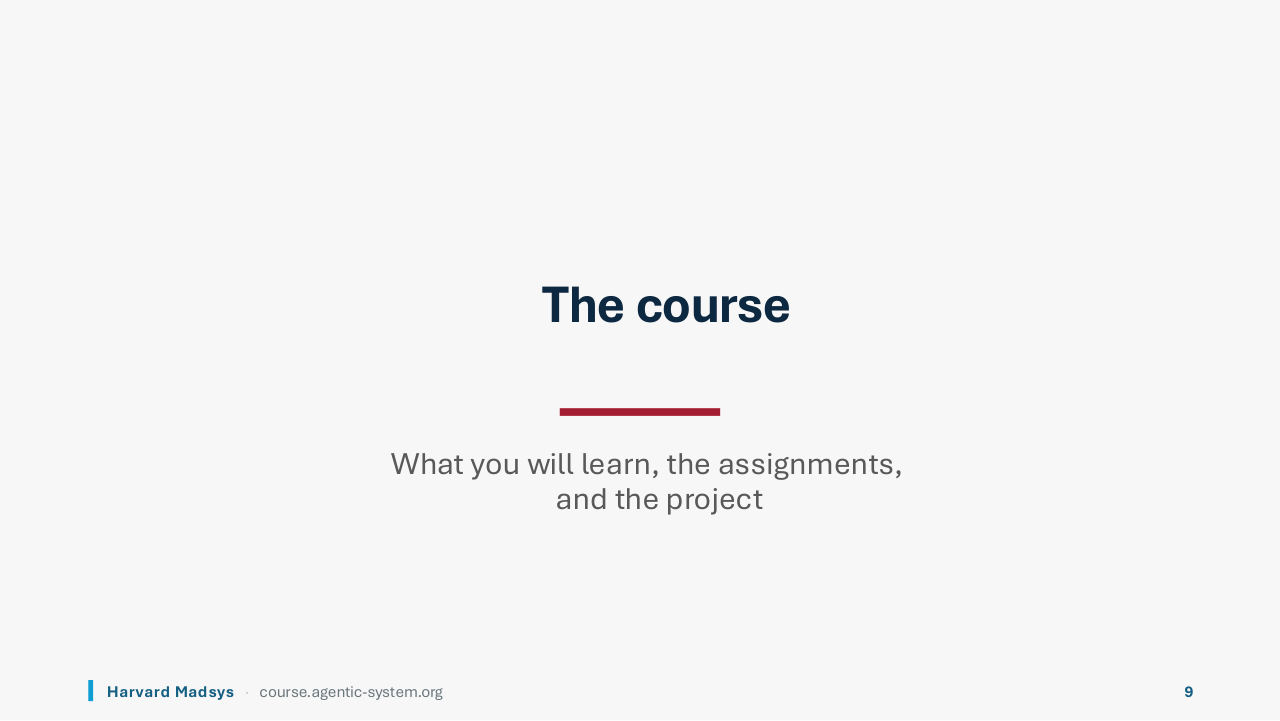 The course
What you will learn, the assignments,
and the project
Harvard Madsys · course.agentic-system.org
9